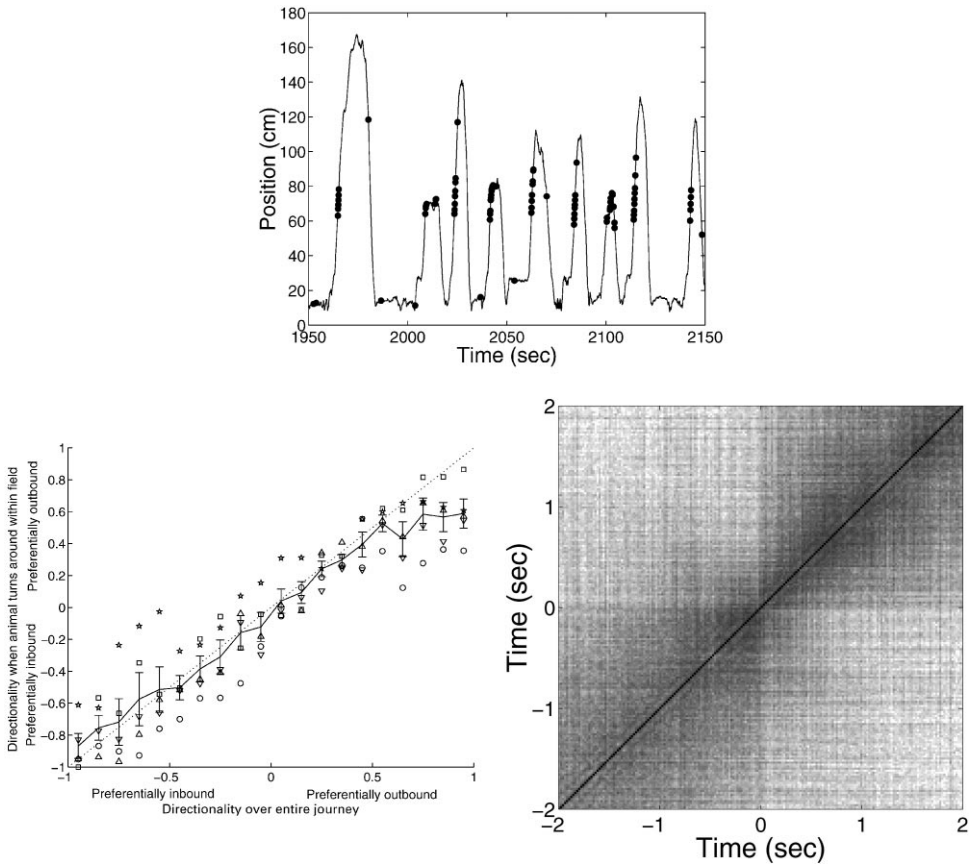 180
160
140
120
100
80
60
40
20
0
Position (cm)
1950 2000 2050 2100 2150
Time (sec)
1
0.8
0.6
0.4
0.2
0
−0.2
−0.4
−0.6
−0.8
−1
Directionality when animal turns around within field
Preferentially inbound Preferentially outbound
−1 −0.5 0 0.5 1
Preferentially inbound Preferentially outbound
Directionality over entire journey
2
1
0
−1
−2
Time (sec)
−2 −1 0 1 2
Time (sec)